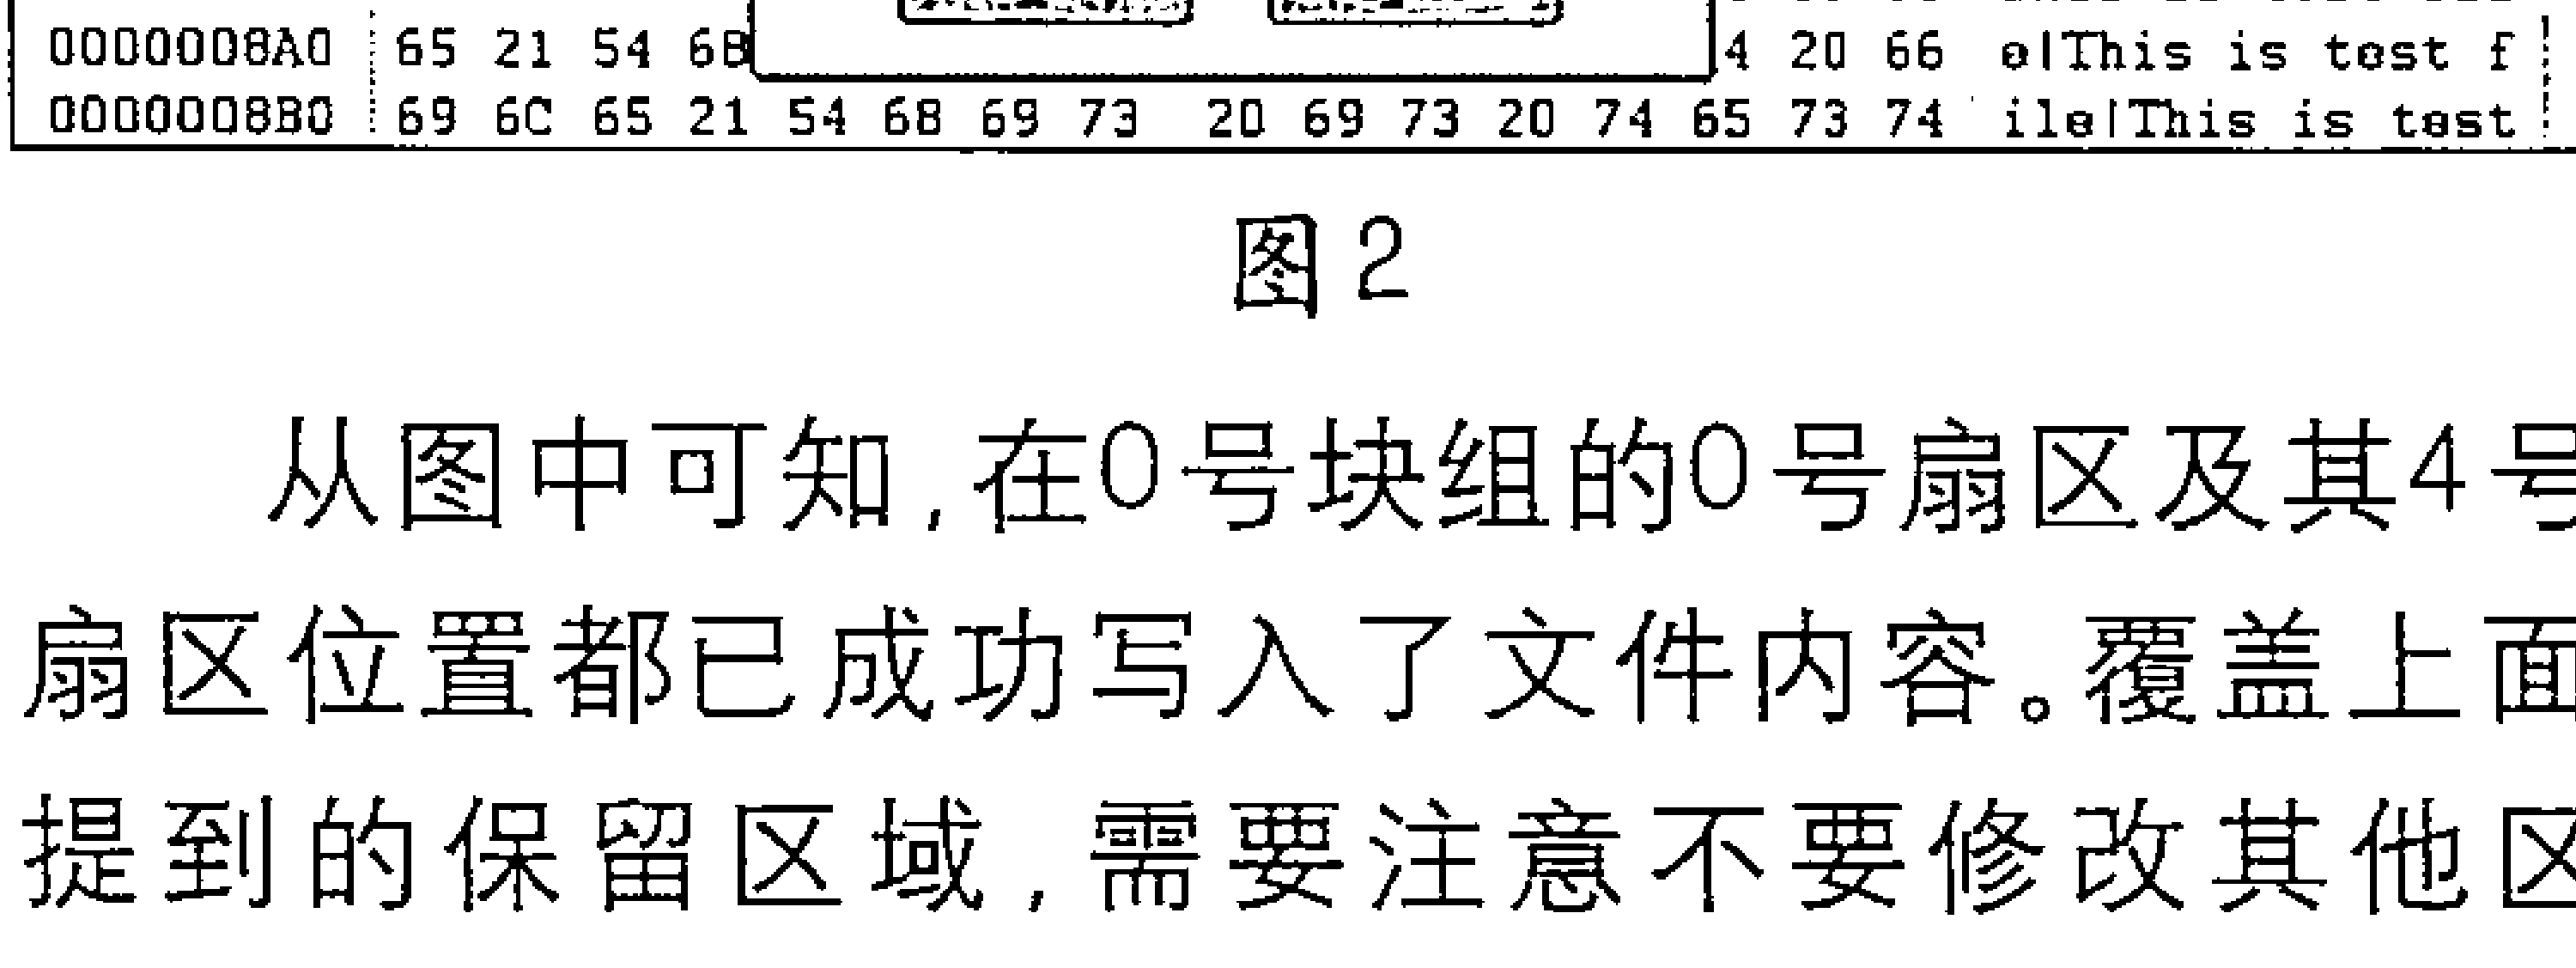 0000008A0 65 21 54 68 4 20 66 e!This is test f
0000008B0 69 6C 65 21 54 68 69 73 20 69 73 20 74 65 73 74 ile!This is test
图2
从图中可知,在0号块组的0号扇区及其4号
扇区位置都已成功写入了文件内容。覆盖上面
提到的保留区域,需要注意不要修改其他区